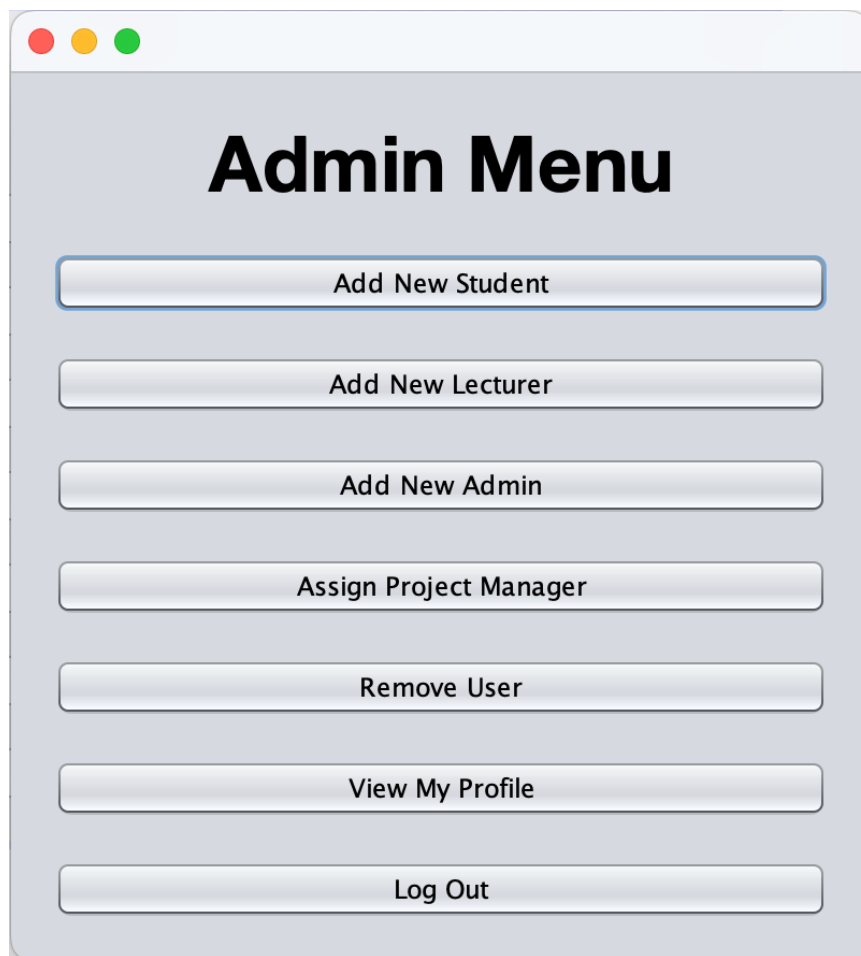 Admin Menu
Add New Student
Add New Lecturer
Add New Admin
Assign Project Manager
Remove User
View My Profile
Log Out